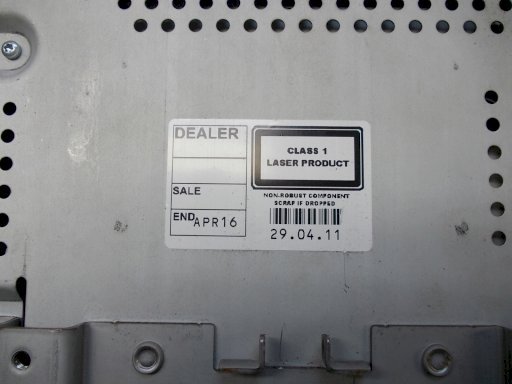 DEALER
SALE
END APR16
CLASS 1
LASER PRODUCT
NON-ROBUST COMPONENT
SCRAP IF DROPPED
29.04.11